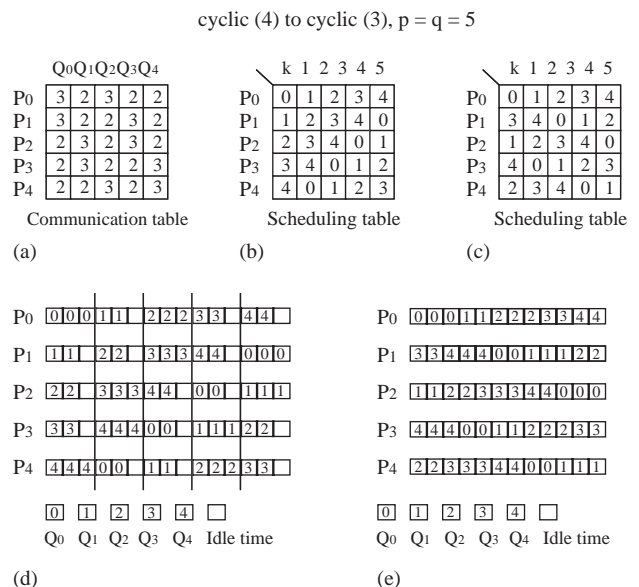 cyclic (4) to cyclic (3), p = q = 5
Q0Q1Q2Q3Q4
P0 3 2 3 2 2
P1 3 2 2 3 2
P2 2 3 2 3 2
P3 2 3 2 2 3
P4 2 2 3 2 3
Communication table
(a)
k 1 2 3 4 5
P0 0 1 2 3 4
P1 1 2 3 4 0
P2 2 3 4 0 1
P3 3 4 0 1 2
P4 4 0 1 2 3
Scheduling table
(b)
k 1 2 3 4 5
P0 0 1 2 3 4
P1 3 4 0 1 2
P2 1 2 3 4 0
P3 4 0 1 2 3
P4 2 3 4 0 1
Scheduling table
(c)
P0 0 0 0 1 1 2 2 2 3 3 4 4
P1 1 1 2 2 3 3 3 4 4 0 0 0
P2 2 2 3 3 3 4 4 0 0 1 1 1
P3 3 3 4 4 4 0 0 1 1 1 2 2
P4 4 4 4 0 0 1 1 2 2 2 3 3
0 1 2 3 4
Q0 Q1 Q2 Q3 Q4 Idle time
(d)
P0 0 0 0 1 1 2 2 2 3 3 4 4
P1 3 3 4 4 4 0 0 1 1 1 2 2
P2 1 1 2 2 3 3 3 4 4 0 0 0
P3 4 4 4 0 0 1 1 2 2 2 3 3
P4 2 2 3 3 3 4 4 0 0 1 1 1
0 1 2 3 4
Q0 Q1 Q2 Q3 Q4 Idle time
(e)